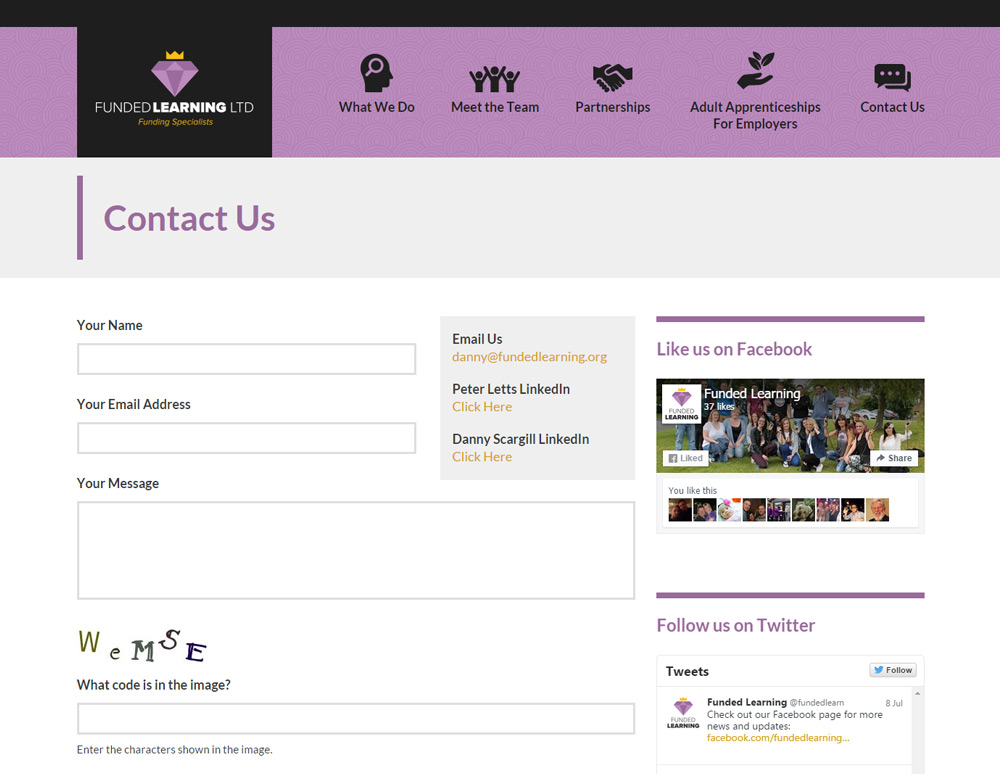 FUNDED LEARNING LTD
Funding Specialists
What We Do
Meet the Team
Partnerships
Adult Apprenticeships
For Employers
Contact Us
Contact Us
Your Name
Your Email Address
Your Message
W e M S E
What code is in the image?
Enter the characters shown in the image.
Email Us
danny@fundedlearning.org
Peter Letts LinkedIn
Click Here
Danny Scargill LinkedIn
Click Here
Like us on Facebook
FUNDED
LEARNING
Funded Learning
37 likes
Liked
Share
You like this
Follow us on Twitter
Tweets
Follow
FUNDED
LEARNING
Funded Learning @fundedlearn 8 Jul
Check out our Facebook page for more
news and updates:
facebook.com/fundedlearning...